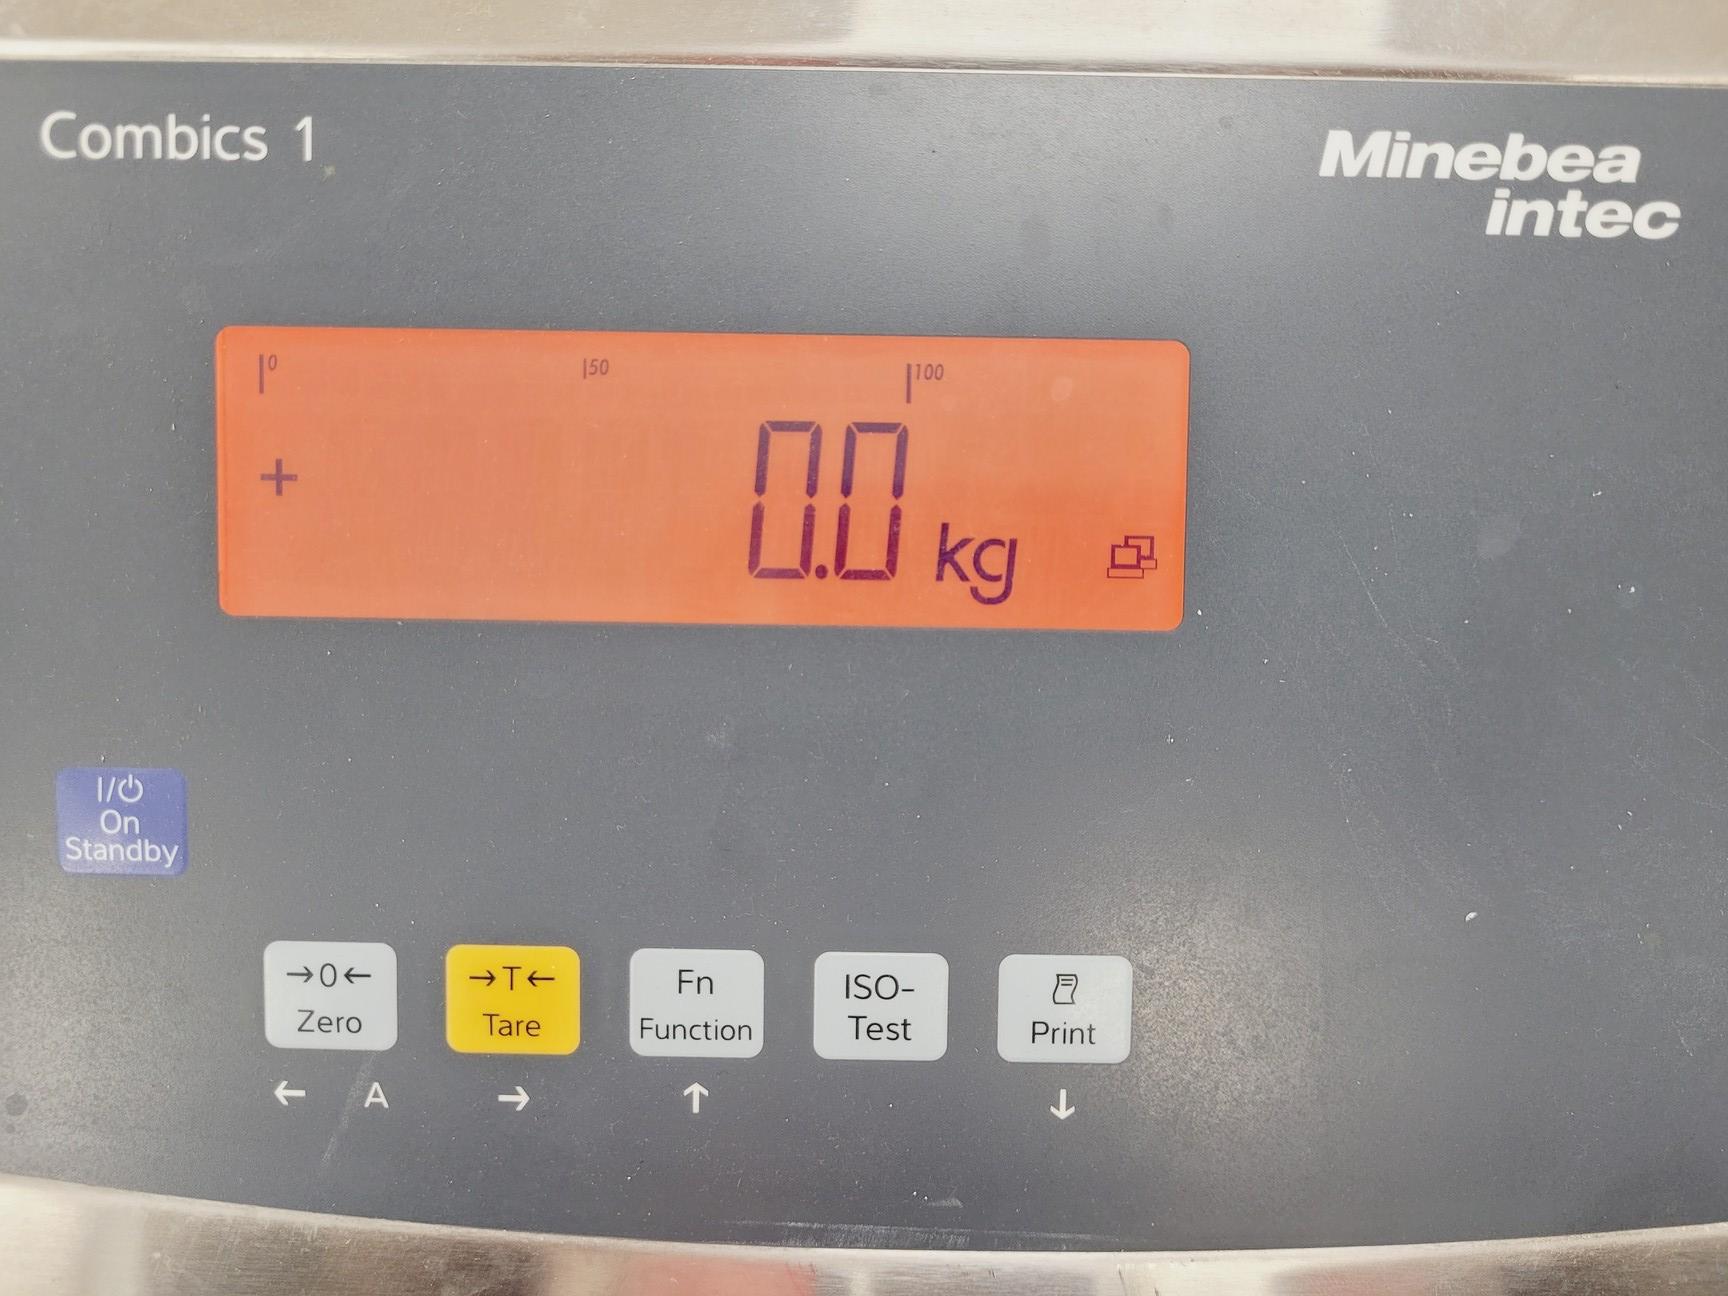 Combics 1
Minebea
intec
0 50 100
+ 0.0 kg
I/⏻
On
Standby
→0←
Zero
→T←
Tare
Fn
Function
ISO-
Test
Print
← A → ↑ ↓